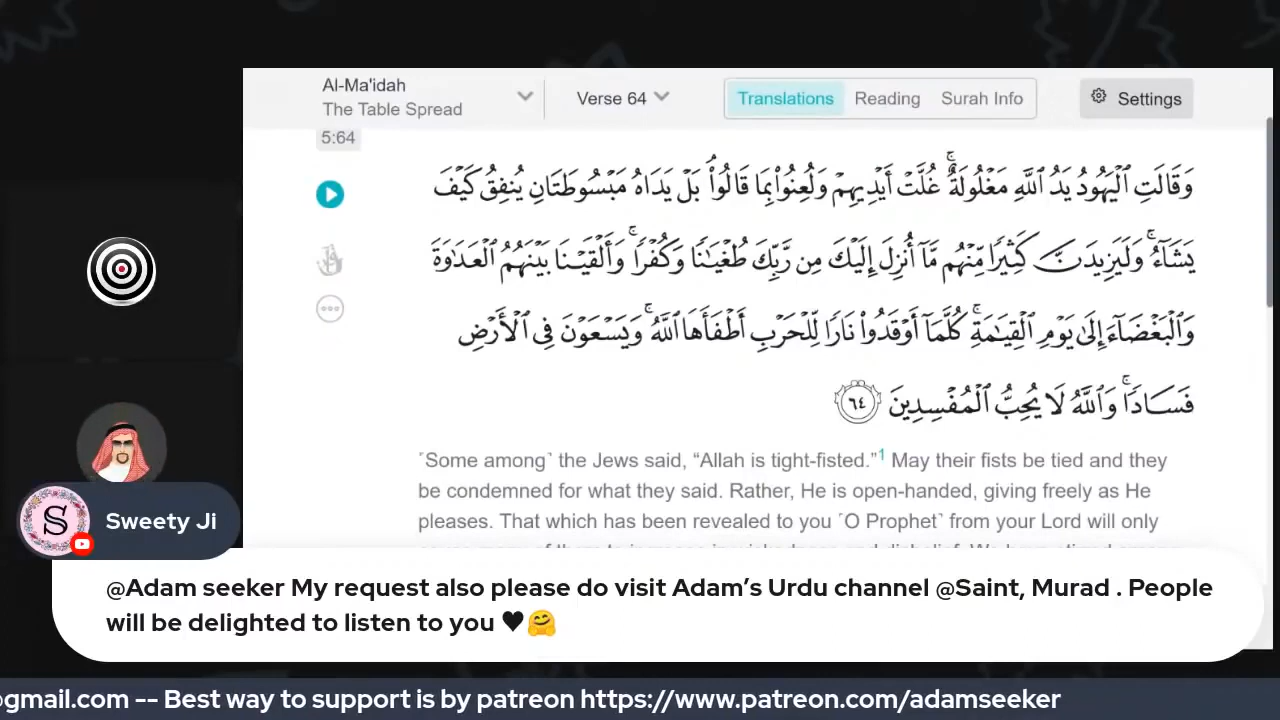 Al-Ma'idah
The Table Spread
Verse 64
Translations
Reading
Surah Info
Settings
5:64
وَقَالَتِ ٱلْيَهُودُ يَدُ ٱللَّهِ مَغْلُولَةٌ ۚ غُلَّتْ أَيْدِيهِمْ وَلُعِنُوا۟ بِمَا قَالُوا۟ ۘ بَلْ يَدَاهُ مَبْسُوطَتَانِ يُنفِقُ كَيْفَ
يَشَآءُ ۚ وَلَيَزِيدَنَّ كَثِيرًا مِّنْهُم مَّآ أُنزِلَ إِلَيْكَ مِن رَّبِّكَ طُغْيَـٰنًا وَكُفْرًا ۚ وَأَلْقَيْنَا بَيْنَهُمُ ٱلْعَدَٰوَةَ
وَٱلْبَغْضَآءَ إِلَىٰ يَوْمِ ٱلْقِيَـٰمَةِ ۚ كُلَّمَآ أَوْقَدُوا۟ نَارًا لِّلْحَرْبِ أَطْفَأَهَا ٱللَّهُ ۚ وَيَسْعَوْنَ فِى ٱلْأَرْضِ
فَسَادًا ۚ وَٱللَّهُ لَا يُحِبُّ ٱلْمُفْسِدِينَ ٦٤
˹Some among˺ the Jews said, “Allah is tight-fisted.”1 May their fists be tied and they
be condemned for what they said. Rather, He is open-handed, giving freely as He
pleases. That which has been revealed to you ˹O Prophet˺ from your Lord will only
S
Sweety Ji
@Adam seeker My request also please do visit Adam’s Urdu channel @Saint, Murad . People
will be delighted to listen to you ♥🤗
@gmail.com -- Best way to support is by patreon https://www.patreon.com/adamseeker